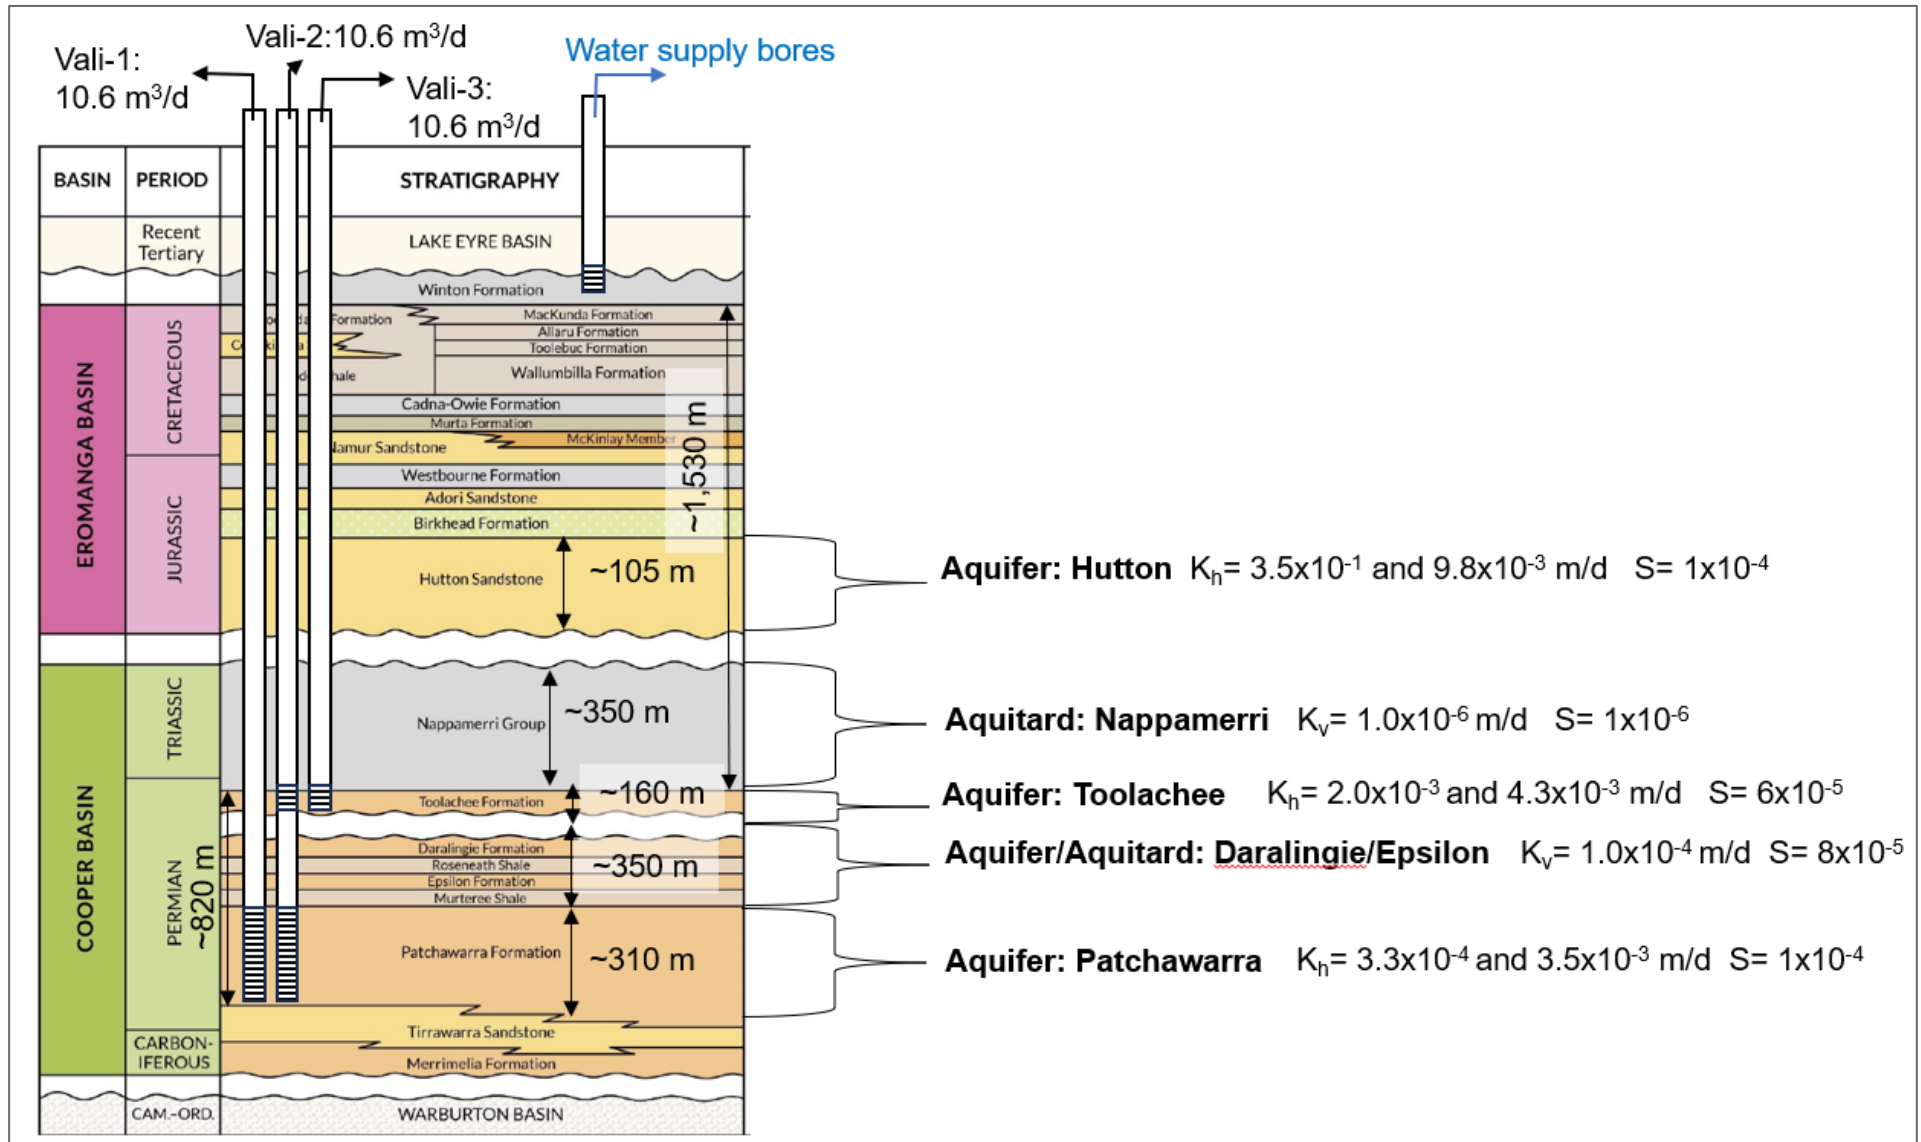 Vali-1:
10.6 m³/d
Vali-2:10.6 m³/d
Vali-3:
10.6 m³/d
Water supply bores
BASIN PERIOD STRATIGRAPHY
Recent
Tertiary
LAKE EYRE BASIN
Winton Formation
EROMANGA BASIN
CRETACEOUS
Formation
MacKunda Formation
Allaru Formation
Toolebuc Formation
Wallumbilla Formation
Cadna-Owie Formation
Murta Formation
McKinlay Member
Namur Sandstone
~1,530 m
JURASSIC
Westbourne Formation
Adori Sandstone
Birkhead Formation
Hutton Sandstone
~105 m
Aquifer: Hutton Kh= 3.5x10⁻¹ and 9.8x10⁻³ m/d S= 1x10⁻⁴
COOPER BASIN
TRIASSIC
Nappamerri Group
~350 m
Aquitard: Nappamerri Kv= 1.0x10⁻⁶ m/d S= 1x10⁻⁶
PERMIAN
~820 m
Toolachee Formation
~160 m
Aquifer: Toolachee Kh= 2.0x10⁻³ and 4.3x10⁻³ m/d S= 6x10⁻⁵
Daralingie Formation
Roseneath Shale
Epsilon Formation
Murteree Shale
~350 m
Aquifer/Aquitard: Daralingie/Epsilon Kv= 1.0x10⁻⁴ m/d S= 8x10⁻⁵
Patchawarra Formation
~310 m
Aquifer: Patchawarra Kh= 3.3x10⁻⁴ and 3.5x10⁻³ m/d S= 1x10⁻⁴
Tirrawarra Sandstone
CARBON-
IFEROUS
Merrimelia Formation
CAM.-ORD.
WARBURTON BASIN